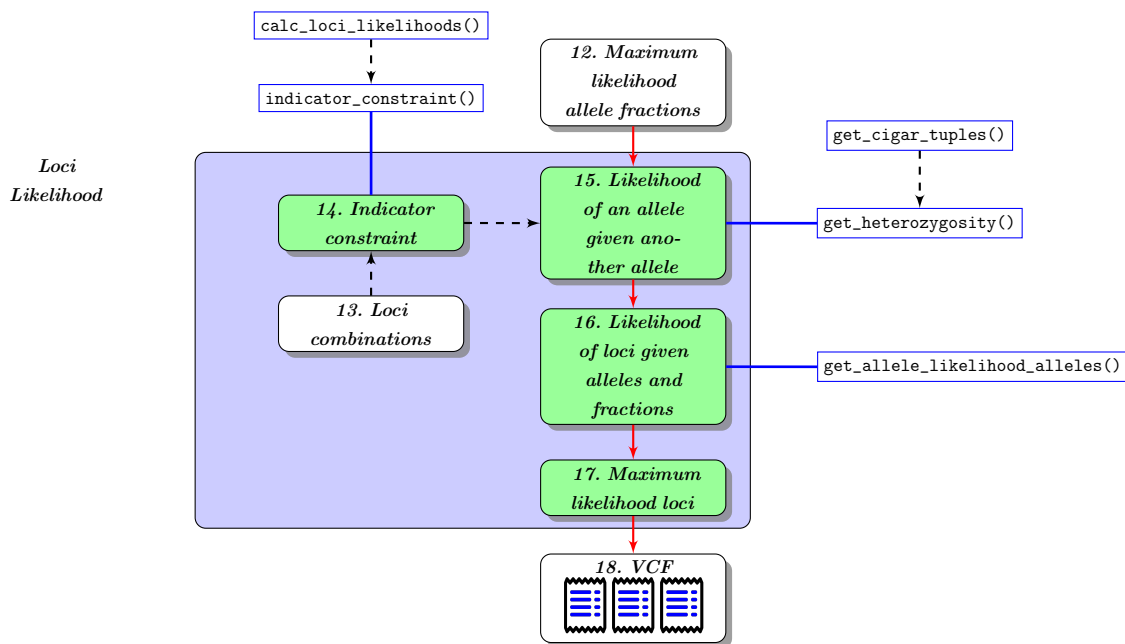 calc_loci_likelihoods()
indicator_constraint()
12. Maximum
likelihood
allele fractions
get_cigar_tuples()
get_heterozygosity()
Loci
Likelihood
14. Indicator
constraint
13. Loci
combinations
15. Likelihood
of an allele
given ano-
ther allele
16. Likelihood
of loci given
alleles and
fractions
get_allele_likelihood_alleles()
17. Maximum
likelihood loci
18. VCF